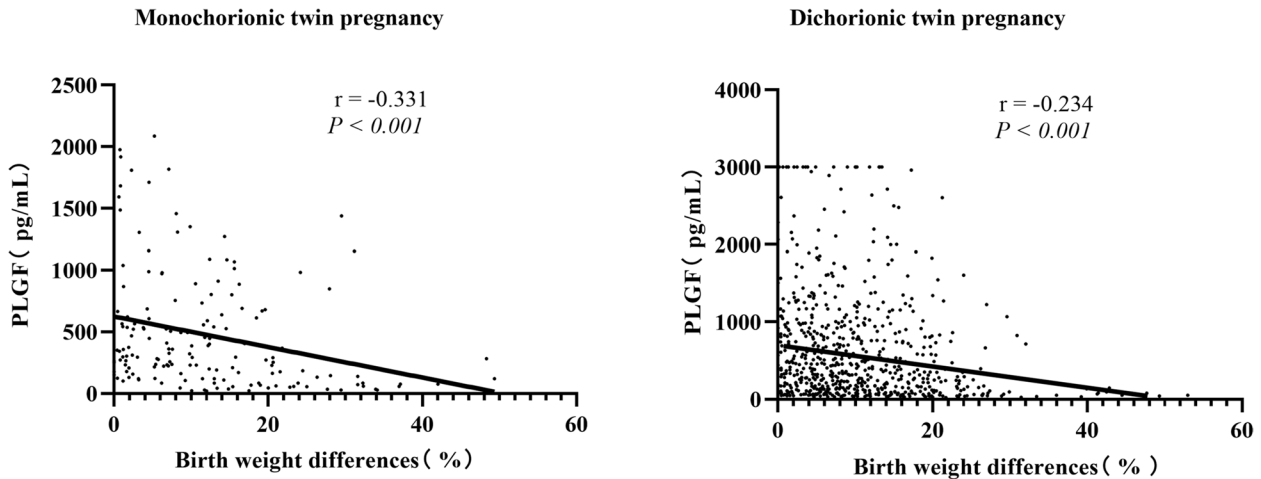 Monochorionic twin pregnancy
r = -0.331
P < 0.001
PLGF( pg/mL)
2500
2000
1500
1000
500
0
0 20 40 60
Birth weight differences( %)
Dichorionic twin pregnancy
r = -0.234
P < 0.001
PLGF( pg/mL)
4000
3000
2000
1000
0
0 20 40 60
Birth weight differences( % )